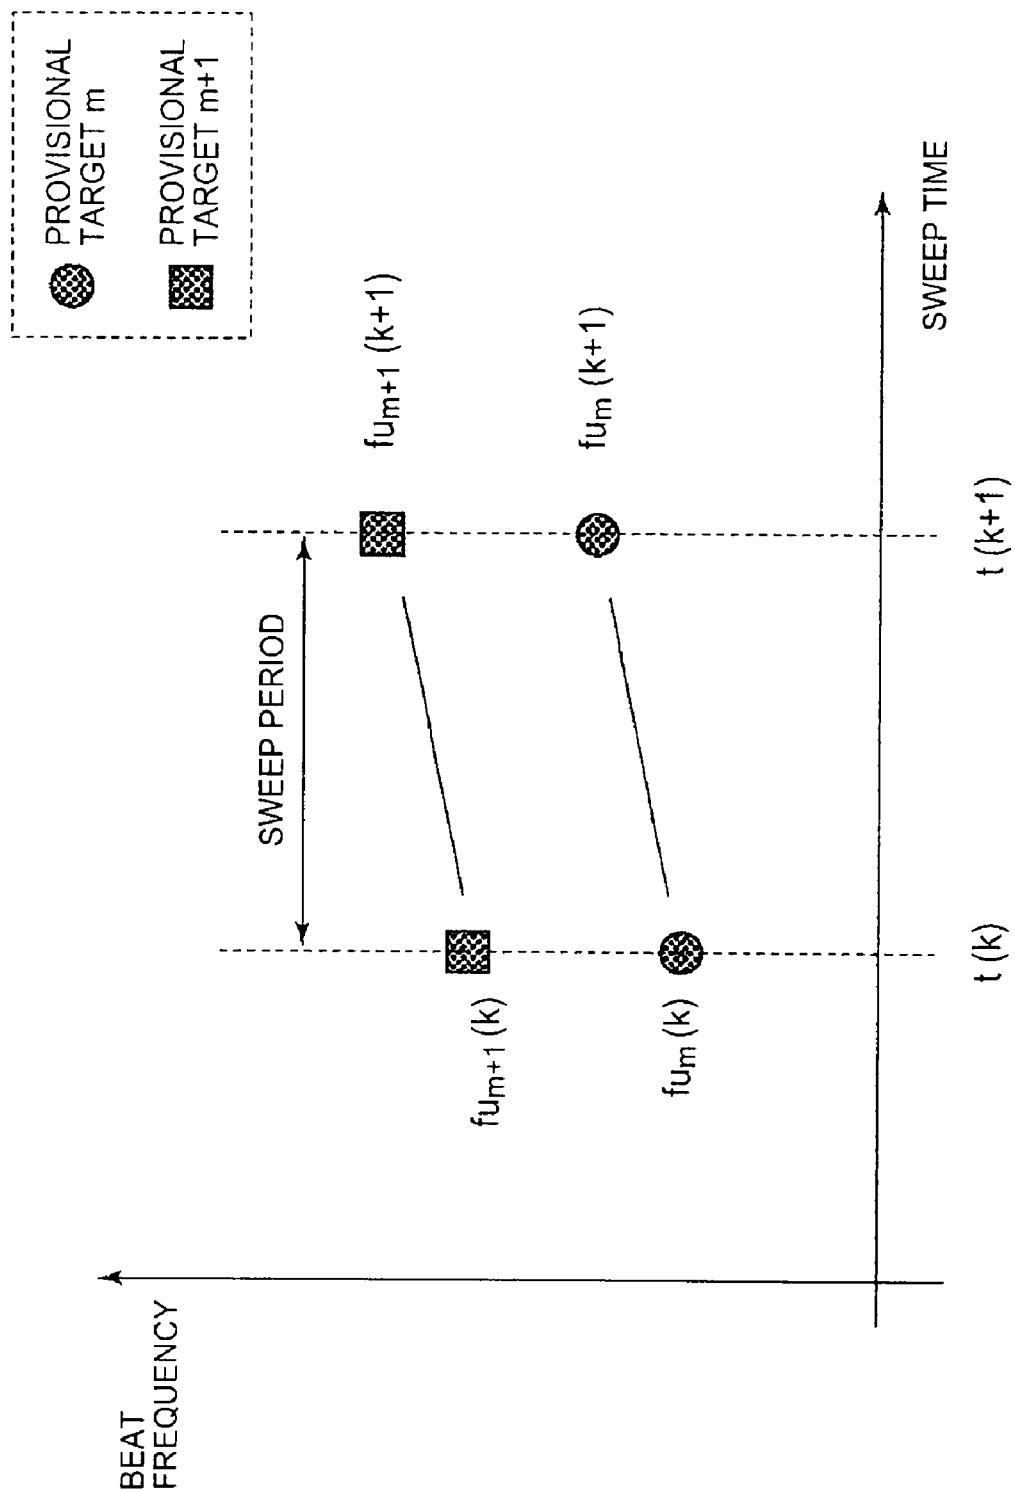 BEAT
FREQUENCY
PROVISIONAL
TARGET m
PROVISIONAL
TARGET m+1
SWEEP PERIOD
fum+1 (k)
fum+1 (k+1)
fum (k)
fum (k+1)
t (k)
t (k+1)
SWEEP TIME